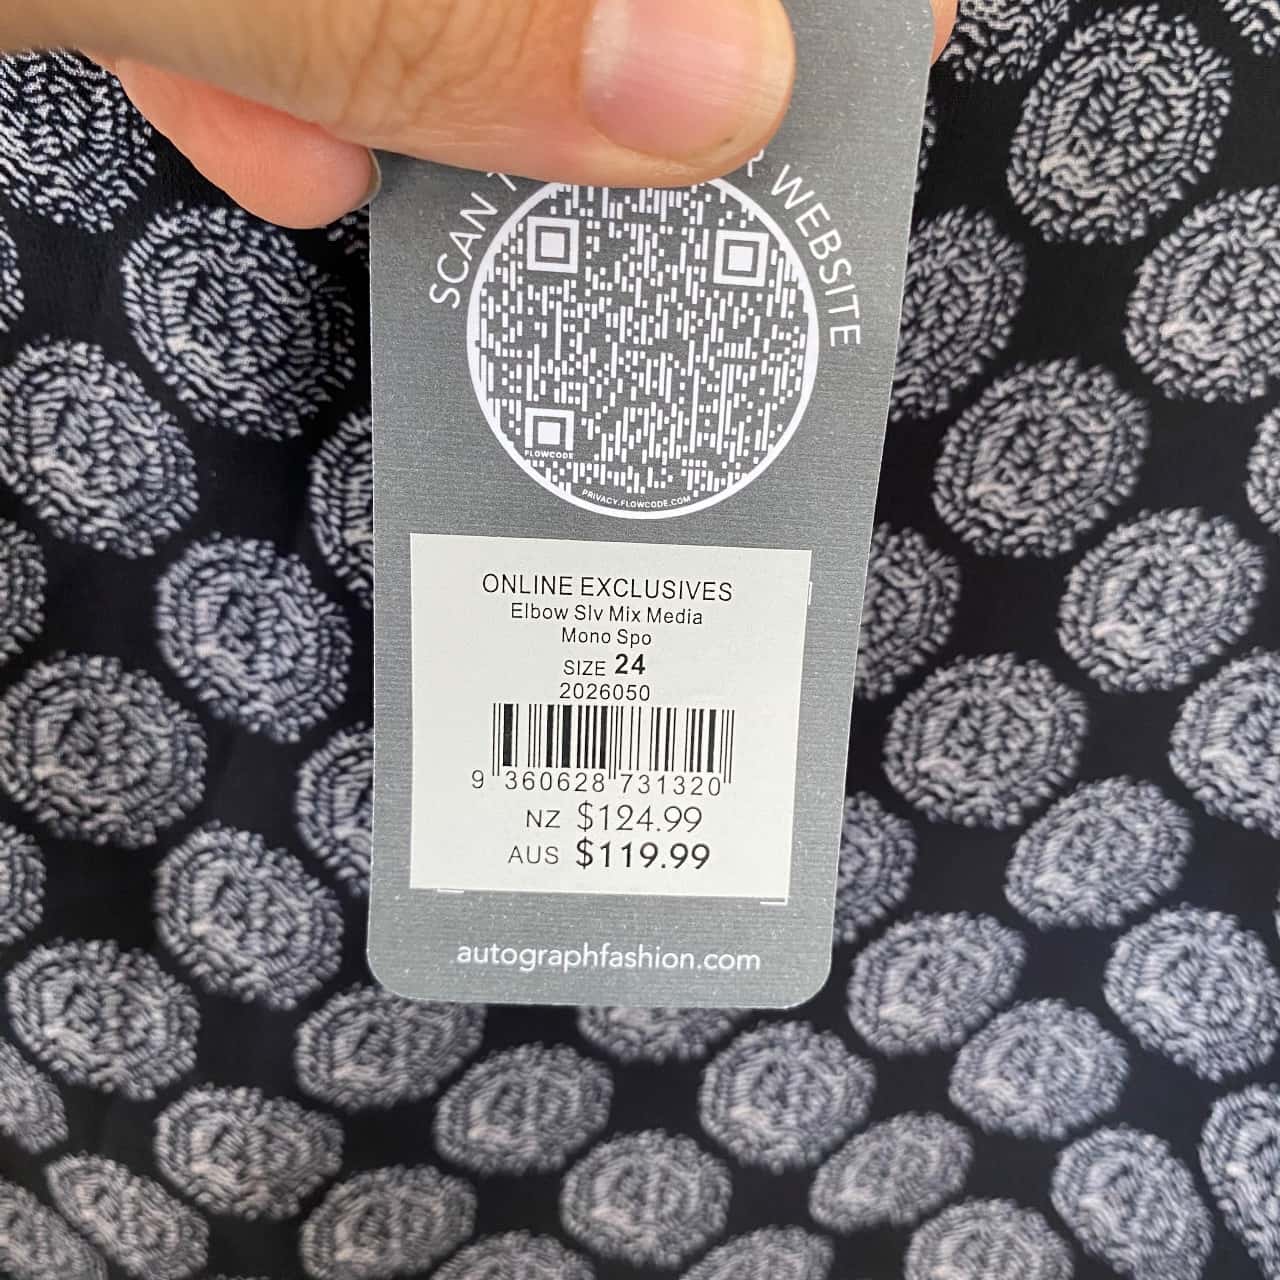 SCAN
WEBSITE
FLOWCODE
PRIVACY.FLOWCODE.COM
ONLINE EXCLUSIVES
Elbow Slv Mix Media
Mono Spo
SIZE 24
2026050
9 360628 731320
NZ $124.99
AUS $119.99
autographfashion.com